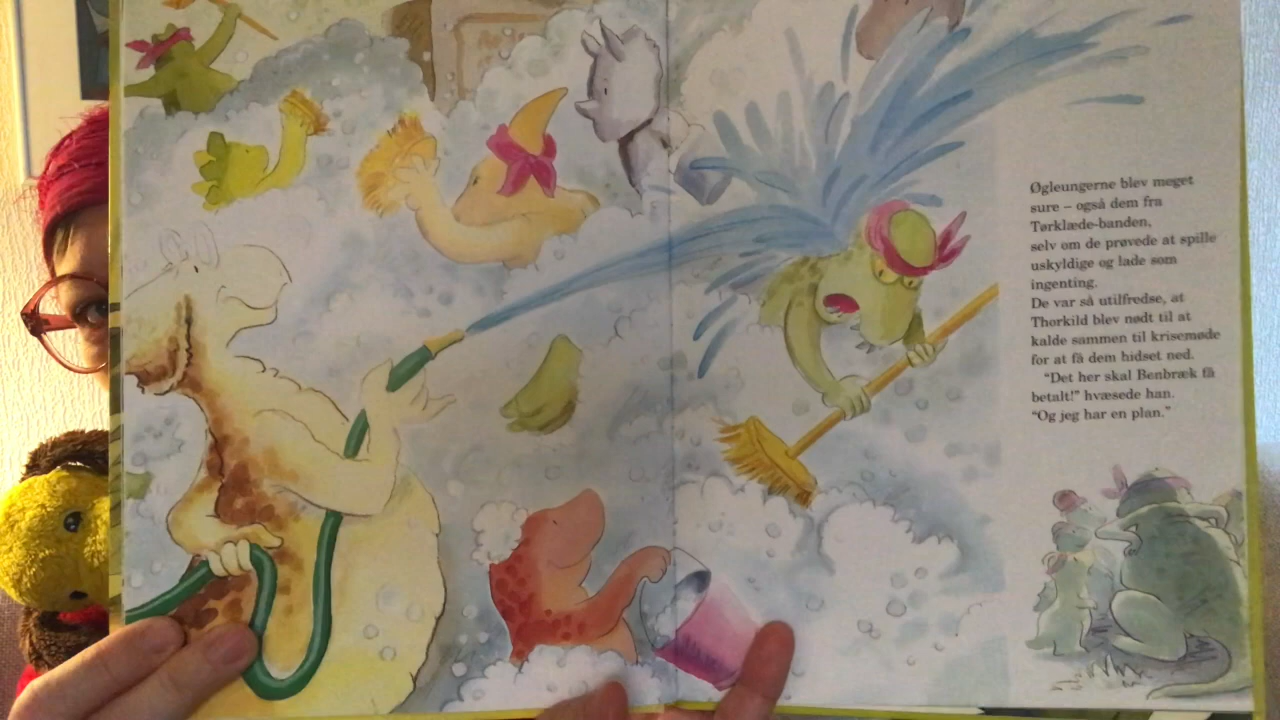 Øgleungerne blev meget
sure – også dem fra
Tørklæde-banden,
selv om de prøvede at spille
uskyldige og lade som
ingenting.
De var så utilfredse, at
Thorkild blev nødt til at
kalde sammen til krisemøde
for at få dem hidset ned.
"Det her skal Benbræk få
betalt!" hvæsede han.
"Og jeg har en plan."